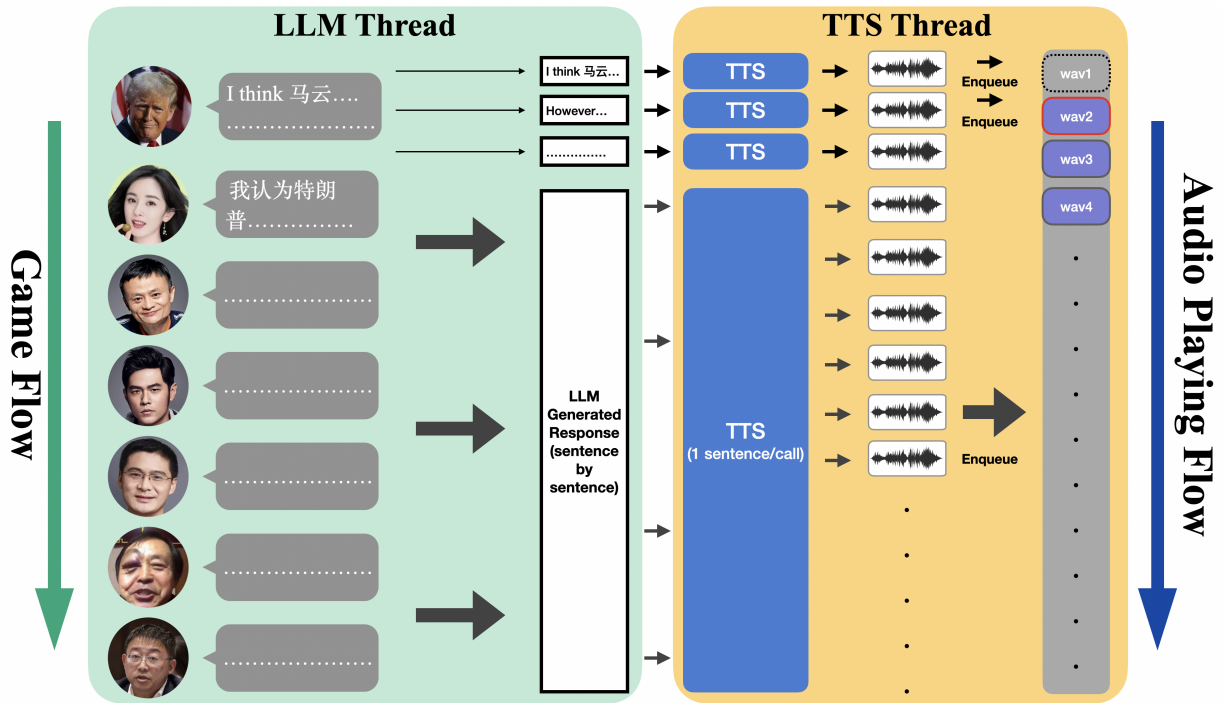 LLM Thread
TTS Thread
I think 马云....
.....................
I think 马云...
TTS
Enqueue
wav1
However...
TTS
Enqueue
wav2
...............
TTS
wav3
我认为特朗
普...............
wav4
.....................
.....................
.....................
.....................
.....................
LLM
Generated
Response
(sentence
by
sentence)
TTS
(1 sentence/call)
Enqueue
Game Flow
Audio Playing Flow